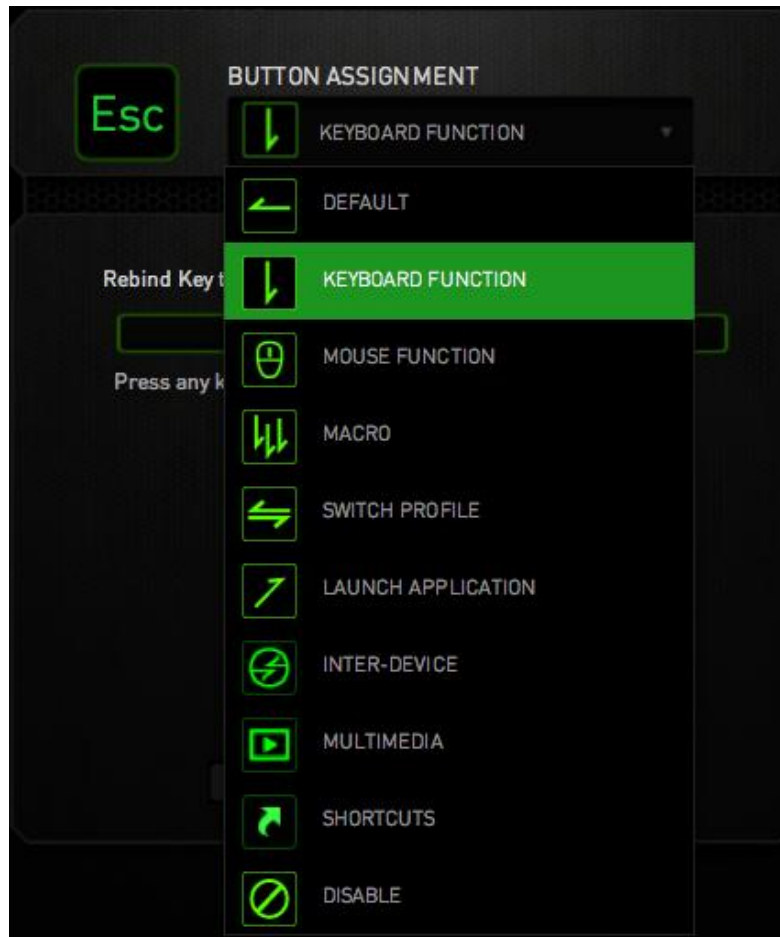 Esc
BUTTON ASSIGNMENT
KEYBOARD FUNCTION
DEFAULT
Rebind Key
KEYBOARD FUNCTION
MOUSE FUNCTION
Press any
MACRO
SWITCH PROFILE
LAUNCH APPLICATION
INTER-DEVICE
MULTIMEDIA
SHORTCUTS
DISABLE